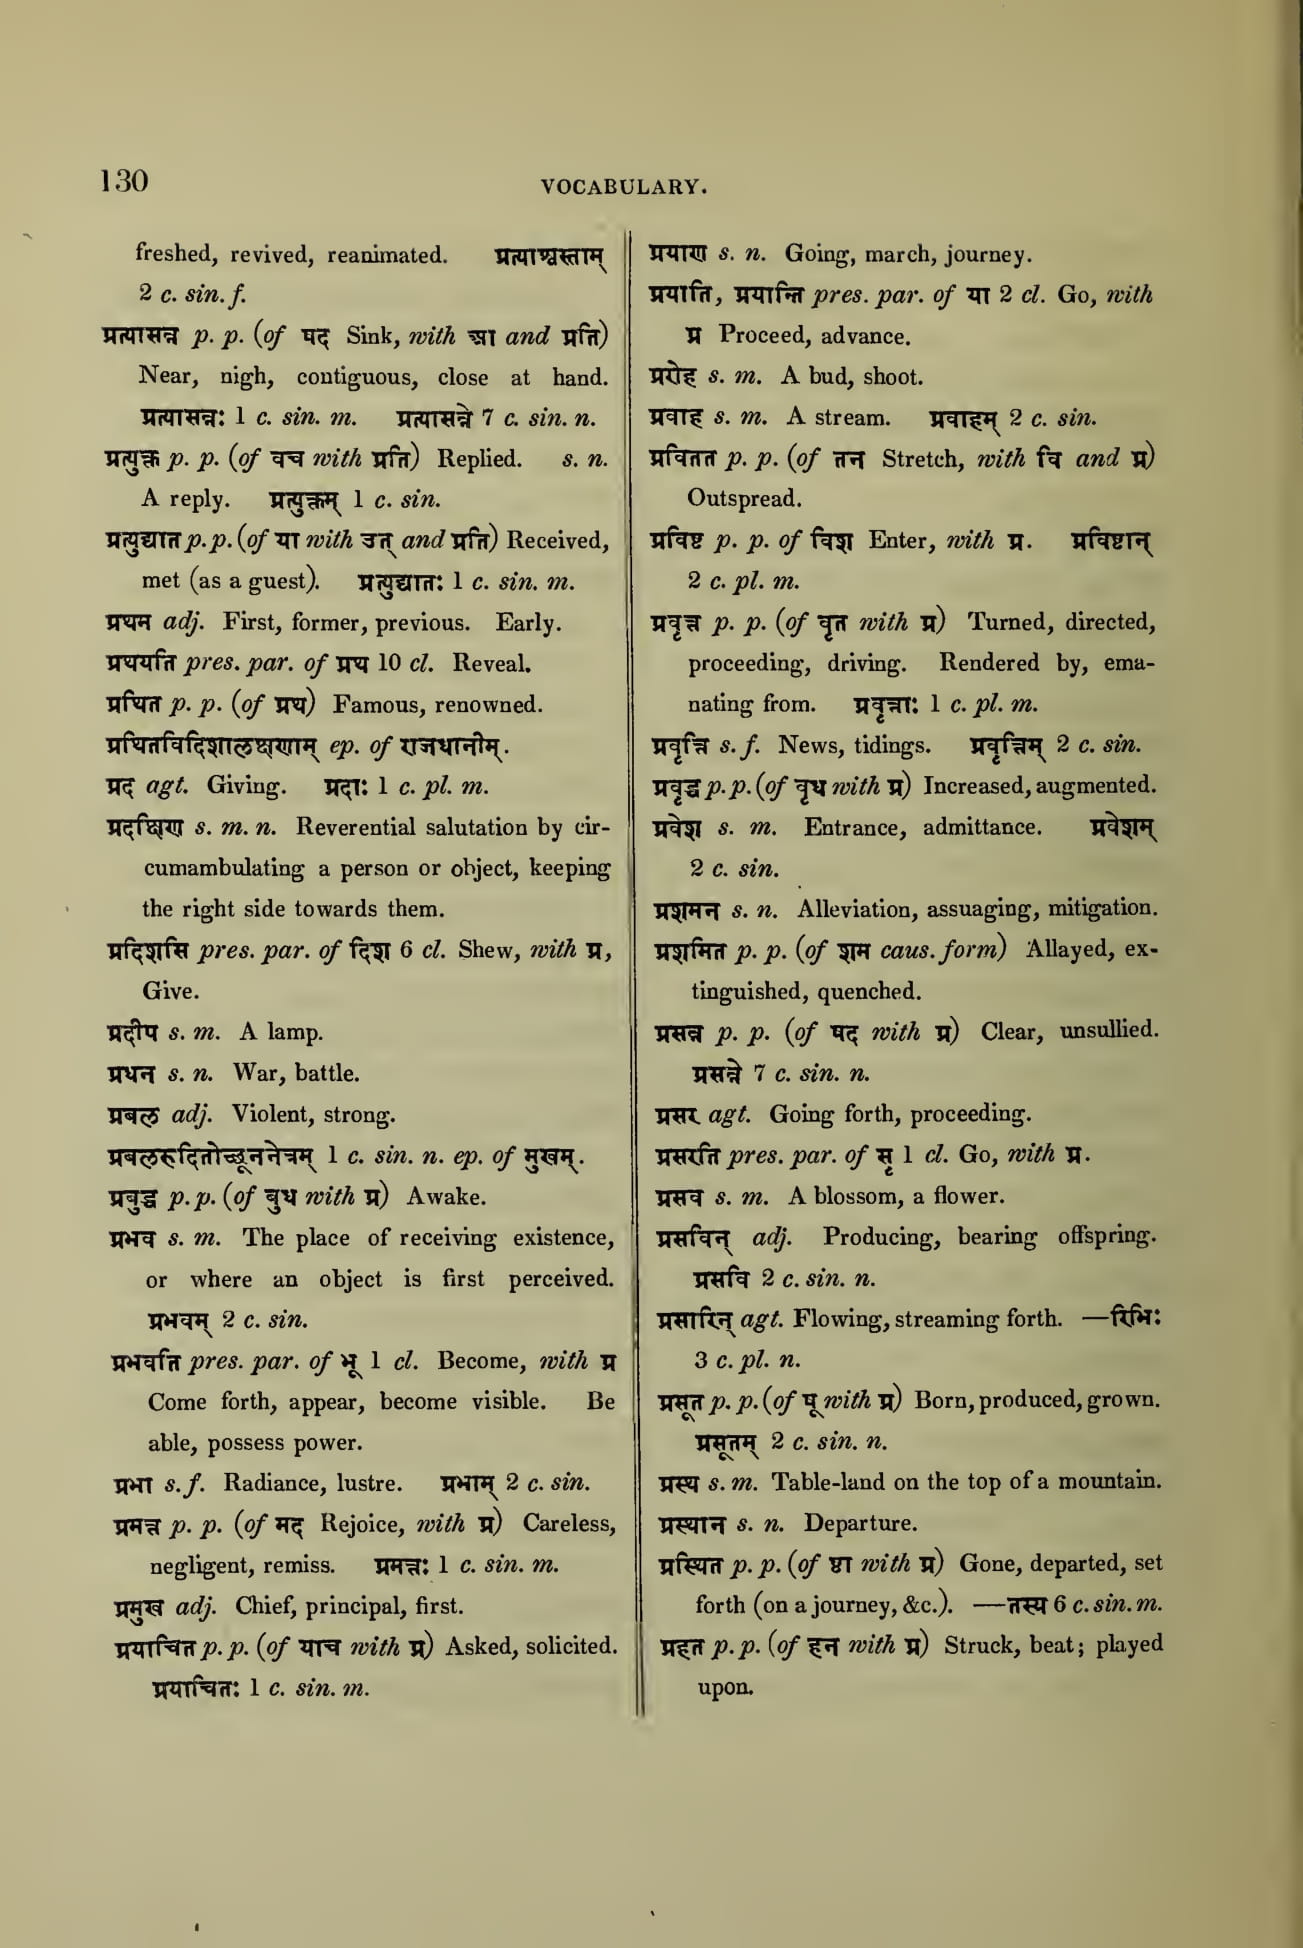 130
VOCABULARY.
freshed, revived, reanimated. प्रत्याश्वस्ताम्
2 c. sin. f.
प्रत्यासन्न p. p. (of षद Sink, with आ and प्रति)
Near, nigh, contiguous, close at hand.
प्रत्यासन्नः 1 c. sin. m. प्रत्यासन्ने 7 c. sin. n.
प्रत्युक्त p. p. (of वच with प्रति) Replied. s. n.
A reply. प्रत्युक्तम् 1 c. sin.
प्रत्युद्यात p. p. (of या with उत् and प्रति) Received,
met (as a guest). प्रत्युद्यातः 1 c. sin. m.
प्रथम adj. First, former, previous. Early.
प्रथयति pres. par. of प्रथ 10 cl. Reveal.
प्रथित p. p. (of प्रथ) Famous, renowned.
प्रथितविदिशालक्षणाम् ep. of राजधानीम्.
प्रद agt. Giving. प्रदाः 1 c. pl. m.
प्रदक्षिण s. m. n. Reverential salutation by cir-
cumambulating a person or object, keeping
the right side towards them.
प्रदिशसि pres. par. of दिश 6 cl. Shew, with प्र,
Give.
प्रदीप s. m. A lamp.
प्रधन s. n. War, battle.
प्रबल adj. Violent, strong.
प्रबलरुदितोच्छूननेत्रम् 1 c. sin. n. ep. of मुखम्.
प्रबुद्ध p. p. (of बुध with प्र) Awake.
प्रभव s. m. The place of receiving existence,
or where an object is first perceived.
प्रभवम् 2 c. sin.
प्रभवति pres. par. of भू 1 cl. Become, with प्र
Come forth, appear, become visible. Be
able, possess power.
प्रभा s. f. Radiance, lustre. प्रभाम् 2 c. sin.
प्रमत्त p. p. (of मद Rejoice, with प्र) Careless,
negligent, remiss. प्रमत्तः 1 c. sin. m.
प्रमुख adj. Chief, principal, first.
प्रयाचित p. p. (of याच with प्र) Asked, solicited.
प्रयाचितः 1 c. sin. m.
प्रयाण s. n. Going, march, journey.
प्रयाति, प्रयान्ति pres. par. of या 2 cl. Go, with
प्र Proceed, advance.
प्ररोह s. m. A bud, shoot.
प्रवाह s. m. A stream. प्रवाहम् 2 c. sin.
प्रवितत p. p. (of तन Stretch, with वि and प्र)
Outspread.
प्रविष्ट p. p. of विश Enter, with प्र. प्रविष्टान्
2 c. pl. m.
प्रवृत्त p. p. (of वृत with प्र) Turned, directed,
proceeding, driving. Rendered by, ema-
nating from. प्रवृत्ताः 1 c. pl. m.
प्रवृत्ति s. f. News, tidings. प्रवृत्तिम् 2 c. sin.
प्रवृद्ध p. p. (of वृध with प्र) Increased, augmented.
प्रवेश s. m. Entrance, admittance. प्रवेशम्
2 c. sin.
प्रशमन s. n. Alleviation, assuaging, mitigation.
प्रशमित p. p. (of शम caus. form) Allayed, ex-
tinguished, quenched.
प्रसन्न p. p. (of षद with प्र) Clear, unsullied.
प्रसन्ने 7 c. sin. n.
प्रसर agt. Going forth, proceeding.
प्रसरति pres. par. of सृ 1 cl. Go, with प्र.
प्रसव s. m. A blossom, a flower.
प्रसविन् adj. Producing, bearing offspring.
प्रसवि 2 c. sin. n.
प्रसारिन् agt. Flowing, streaming forth. —रिभिः
3 c. pl. n.
प्रसूत p. p. (of षू with प्र) Born, produced, grown.
प्रसूतम् 2 c. sin. n.
प्रस्थ s. m. Table-land on the top of a mountain.
प्रस्थान s. n. Departure.
प्रस्थित p. p. (of ष्ठा with प्र) Gone, departed, set
forth (on a journey, &c.). —तस्य 6 c. sin. m.
प्रहत p. p. (of हन with प्र) Struck, beat; played
upon.